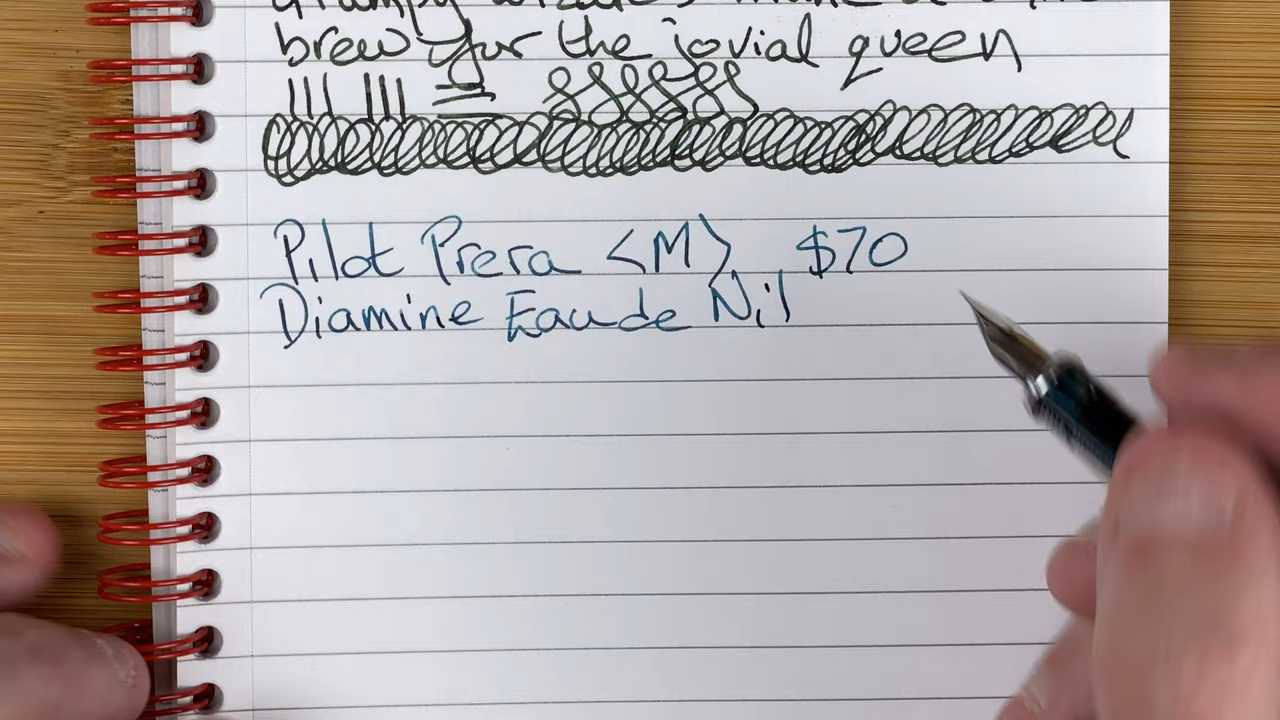 brew for the jovial queen
Pilot Prera <M> $70
Diamine Eau de Nil